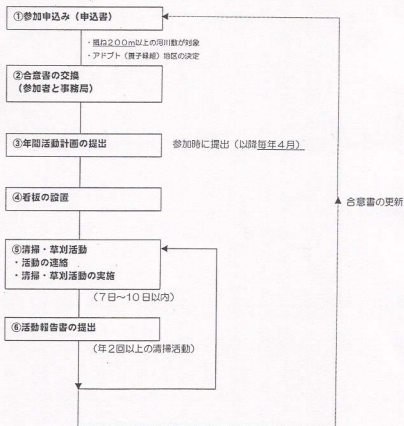 ①参加申込み（申込書）
・概ね２００ｍ以上の河川敷が対象
・アドプト（養子縁組）地区の決定
②合意書の交換
（参加者と事務局）
③年間活動計画の提出
参加時に提出（以降毎年４月）
④看板の設置
合意書の更新
⑤清掃・草刈活動
・活動の連絡
・清掃・草刈活動の実施
（７日～１０日以内）
⑥活動報告書の提出
（年２回以上の清掃活動）